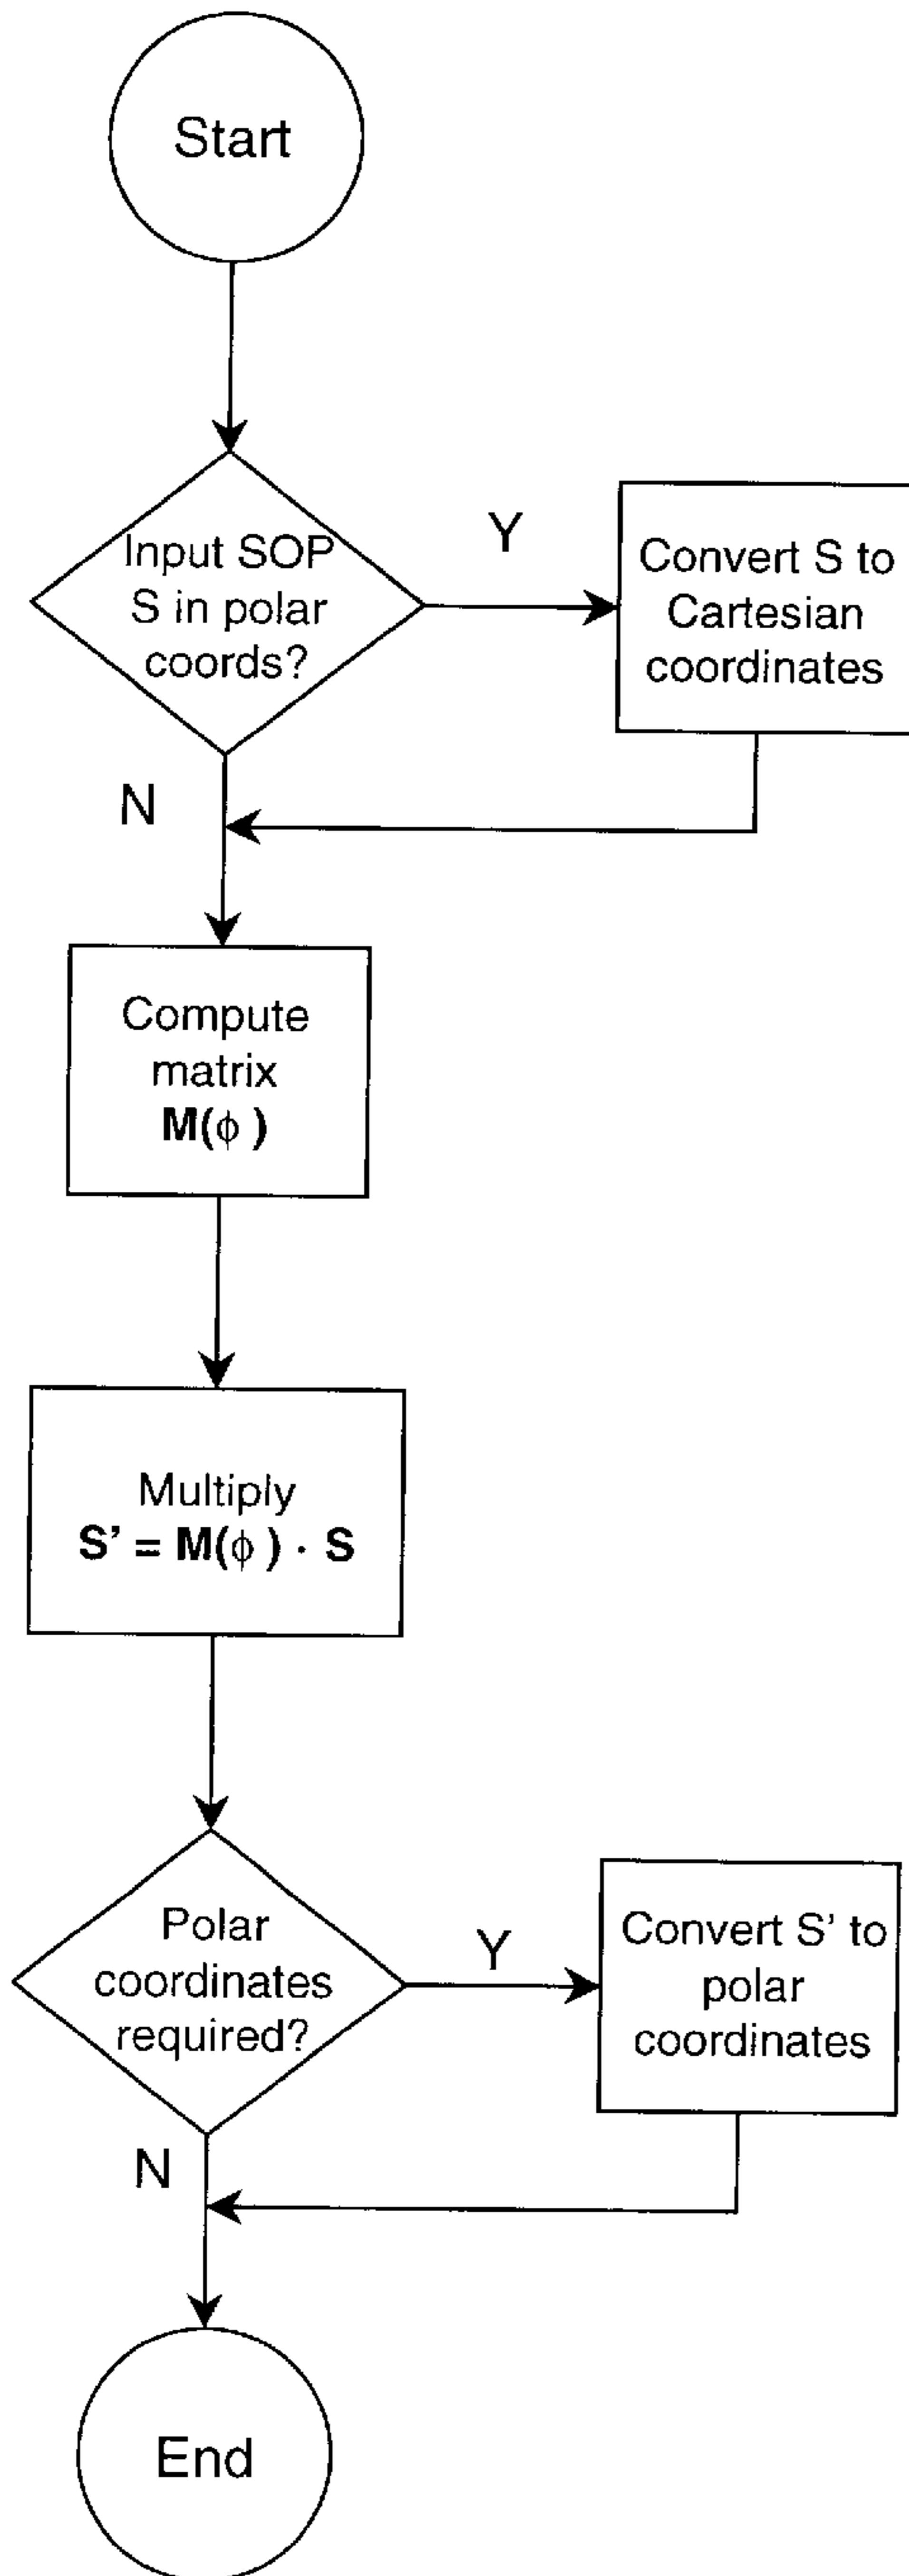 Start
Input SOP
S in polar
coords?
Y
Convert S to
Cartesian
coordinates
N
Compute
matrix
M(ϕ )
Multiply
S’ = M(ϕ ) · S
Polar
coordinates
required?
Y
Convert S’ to
polar
coordinates
N
End